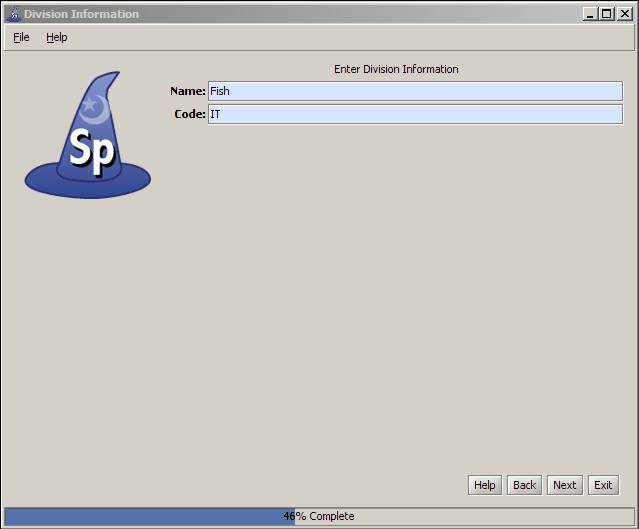 Division Information
File Help
Enter Division Information
Name: Fish
Code: IT
Sp
Help Back Next Exit
46% Complete